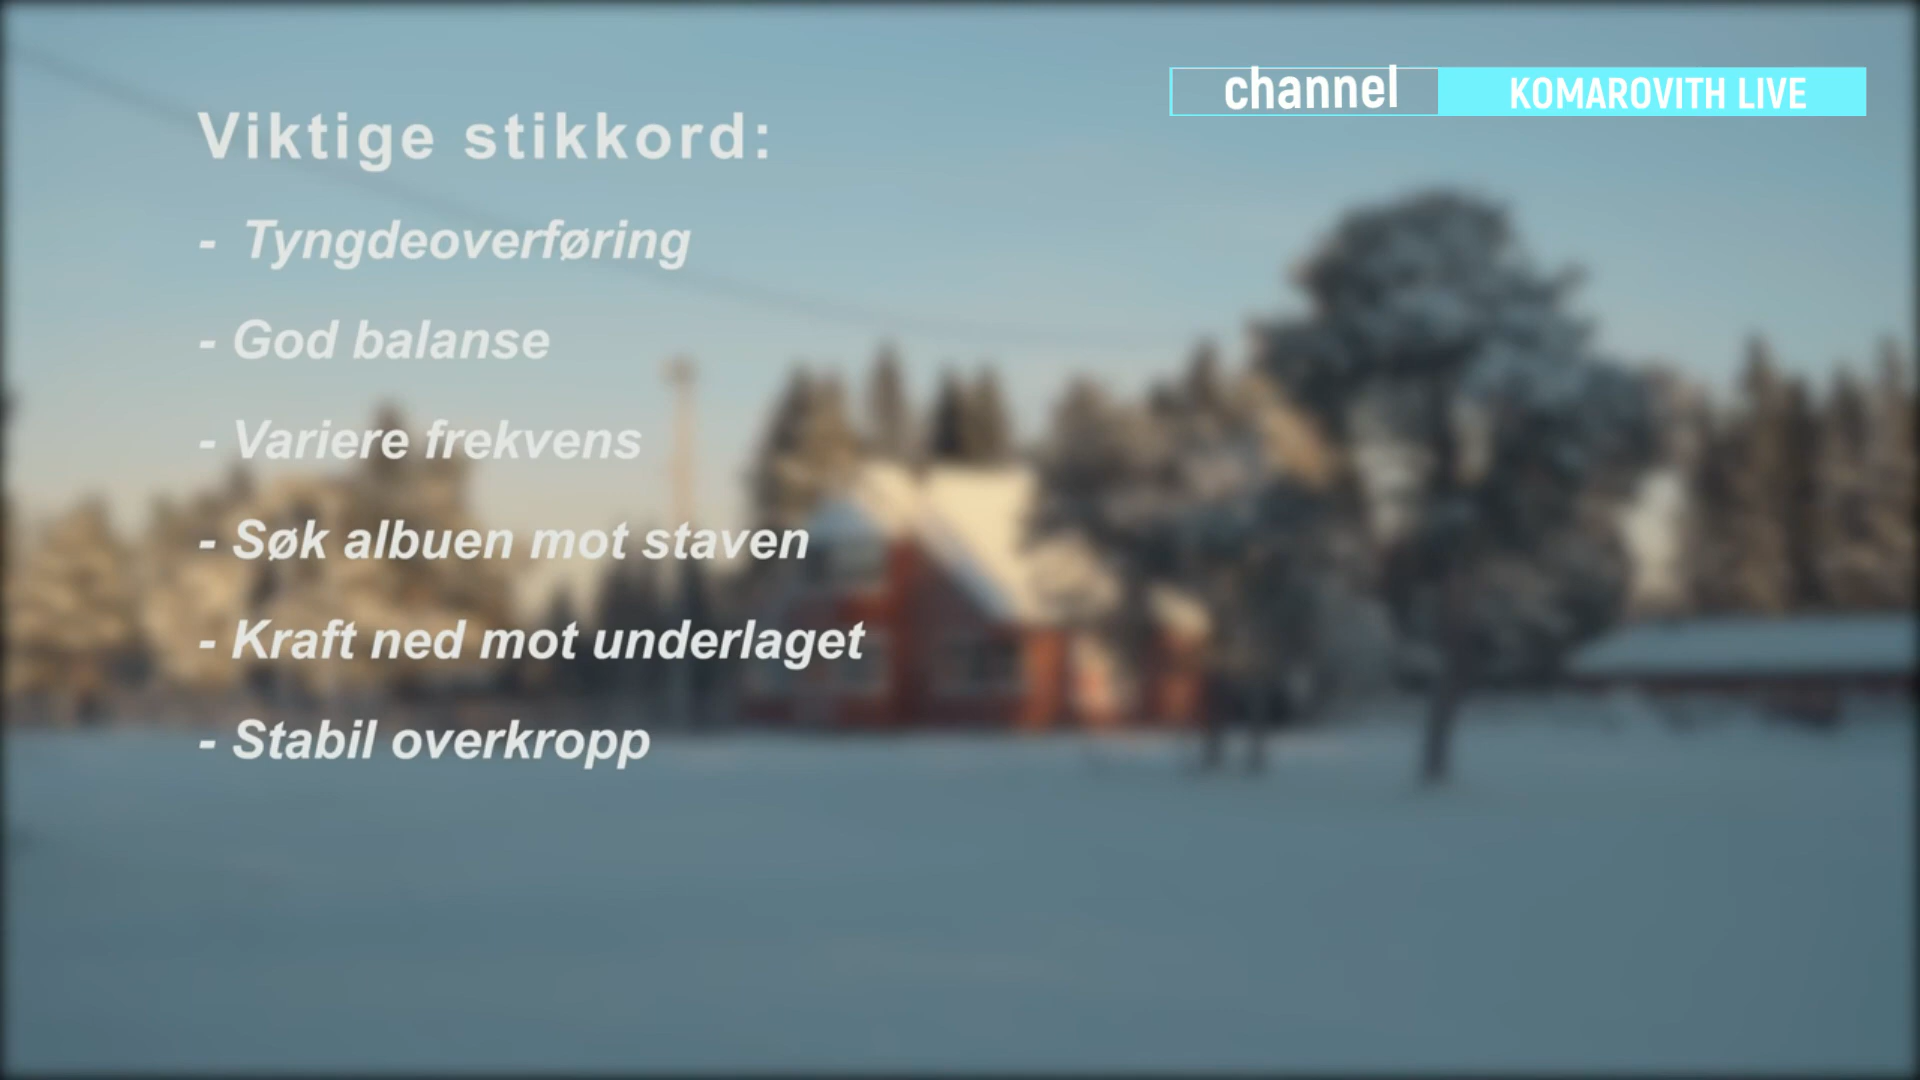 channel KOMAROVITH LIVE
Viktige stikkord:
- Tyngdeoverføring
- God balanse
- Variere frekvens
- Søk albuen mot staven
- Kraft ned mot underlaget
- Stabil overkropp